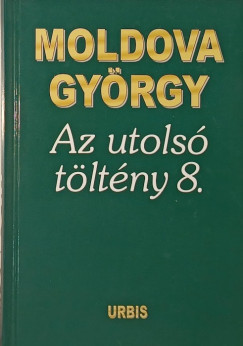 MOLDOVA
GYÖRGY
Az utolsó
töltény 8.
URBIS